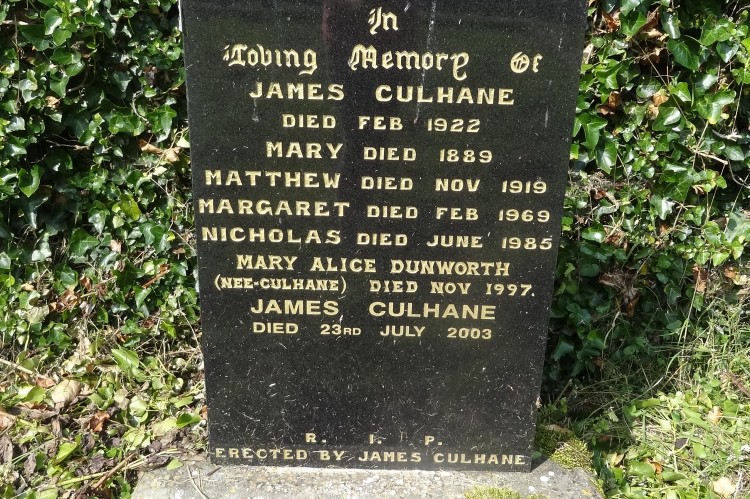 In
Loving Memory Of
JAMES CULHANE
DIED FEB 1922
MARY DIED 1889
MATTHEW DIED NOV 1919
MARGARET DIED FEB 1969
NICHOLAS DIED JUNE 1985
MARY ALICE DUNWORTH
(NEE-CULHANE) DIED NOV 1997.
JAMES CULHANE
DIED 23RD JULY 2003
R. I. P.
ERECTED BY JAMES CULHANE.